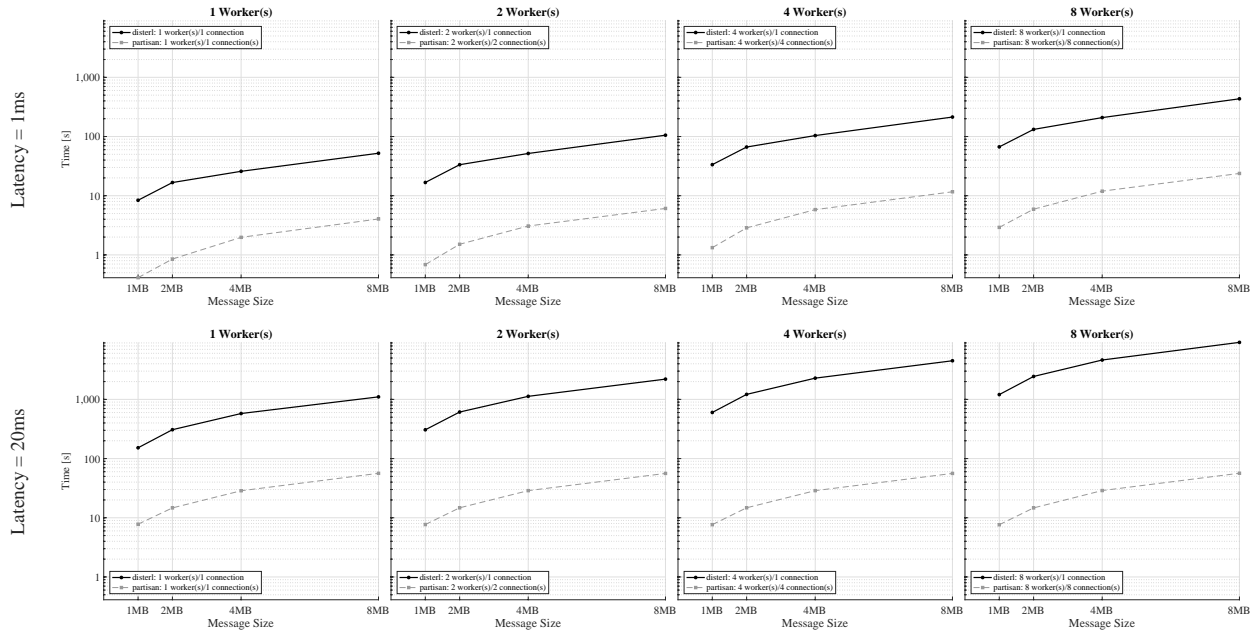 Latency = 1ms
1 Worker(s)
disterl: 1 worker(s)/1 connection
partisan: 1 worker(s)/1 connection(s)
Time [s]
1,000
100
10
1
1MB 2MB 4MB 8MB
Message Size
2 Worker(s)
disterl: 2 worker(s)/1 connection
partisan: 2 worker(s)/2 connection(s)
1MB 2MB 4MB 8MB
Message Size
4 Worker(s)
disterl: 4 worker(s)/1 connection
partisan: 4 worker(s)/4 connection(s)
1MB 2MB 4MB 8MB
Message Size
8 Worker(s)
disterl: 8 worker(s)/1 connection
partisan: 8 worker(s)/8 connection(s)
1MB 2MB 4MB 8MB
Message Size
Latency = 20ms
1 Worker(s)
Time [s]
1,000
100
10
1
disterl: 1 worker(s)/1 connection
partisan: 1 worker(s)/1 connection(s)
1MB 2MB 4MB 8MB
Message Size
2 Worker(s)
disterl: 2 worker(s)/1 connection
partisan: 2 worker(s)/2 connection(s)
1MB 2MB 4MB 8MB
Message Size
4 Worker(s)
disterl: 4 worker(s)/1 connection
partisan: 4 worker(s)/4 connection(s)
1MB 2MB 4MB 8MB
Message Size
8 Worker(s)
disterl: 8 worker(s)/1 connection
partisan: 8 worker(s)/8 connection(s)
1MB 2MB 4MB 8MB
Message Size